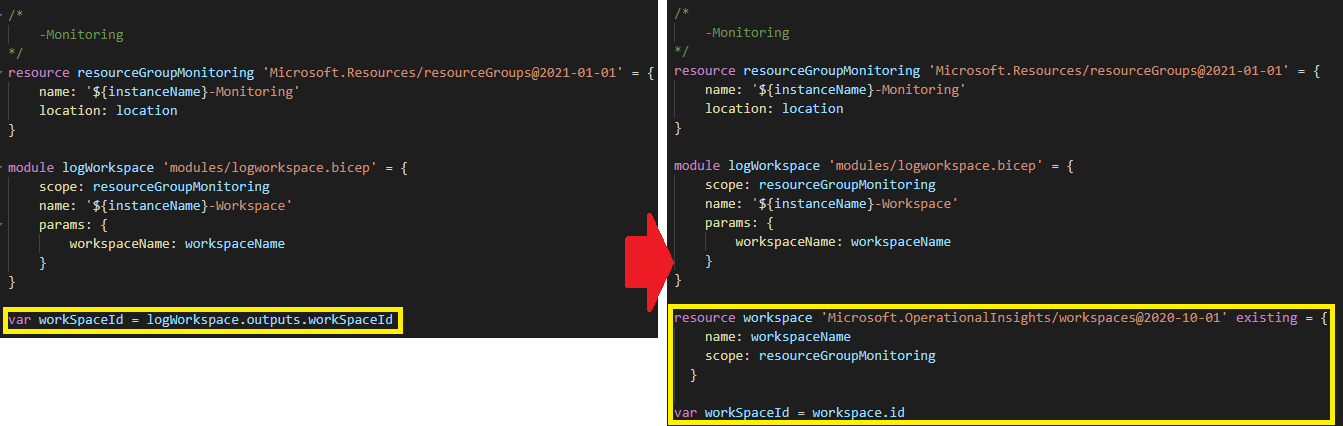 /*
-Monitoring
*/
resource resourceGroupMonitoring 'Microsoft.Resources/resourceGroups@2021-01-01' = {
name: '${instanceName}-Monitoring'
location: location
}
module logWorkspace 'modules/logworkspace.bicep' = {
scope: resourceGroupMonitoring
name: '${instanceName}-Workspace'
params: {
workspaceName: workspaceName
}
}
var workSpaceId = logWorkspace.outputs.workSpaceId
/*
-Monitoring
*/
resource resourceGroupMonitoring 'Microsoft.Resources/resourceGroups@2021-01-01' = {
name: '${instanceName}-Monitoring'
location: location
}
module logWorkspace 'modules/logworkspace.bicep' = {
scope: resourceGroupMonitoring
name: '${instanceName}-Workspace'
params: {
workspaceName: workspaceName
}
}
resource workspace 'Microsoft.OperationalInsights/workspaces@2020-10-01' existing = {
name: workspaceName
scope: resourceGroupMonitoring
}
var workSpaceId = workspace.id